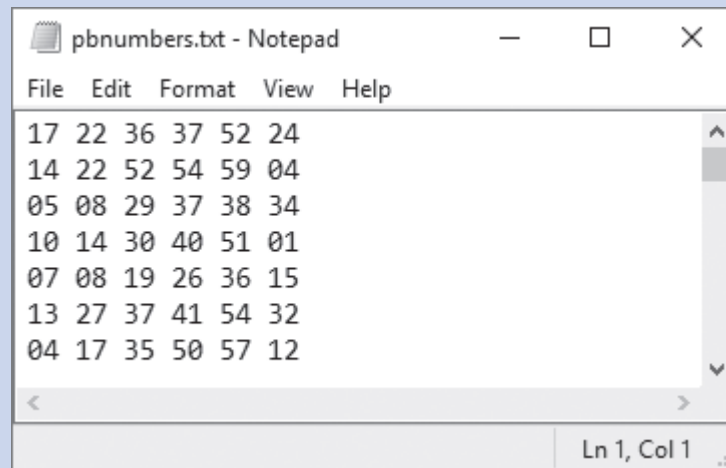 pbnumbers.txt - Notepad
File Edit Format View Help
17 22 36 37 52 24
14 22 52 54 59 04
05 08 29 37 38 34
10 14 30 40 51 01
07 08 19 26 36 15
13 27 37 41 54 32
04 17 35 50 57 12
Ln 1, Col 1